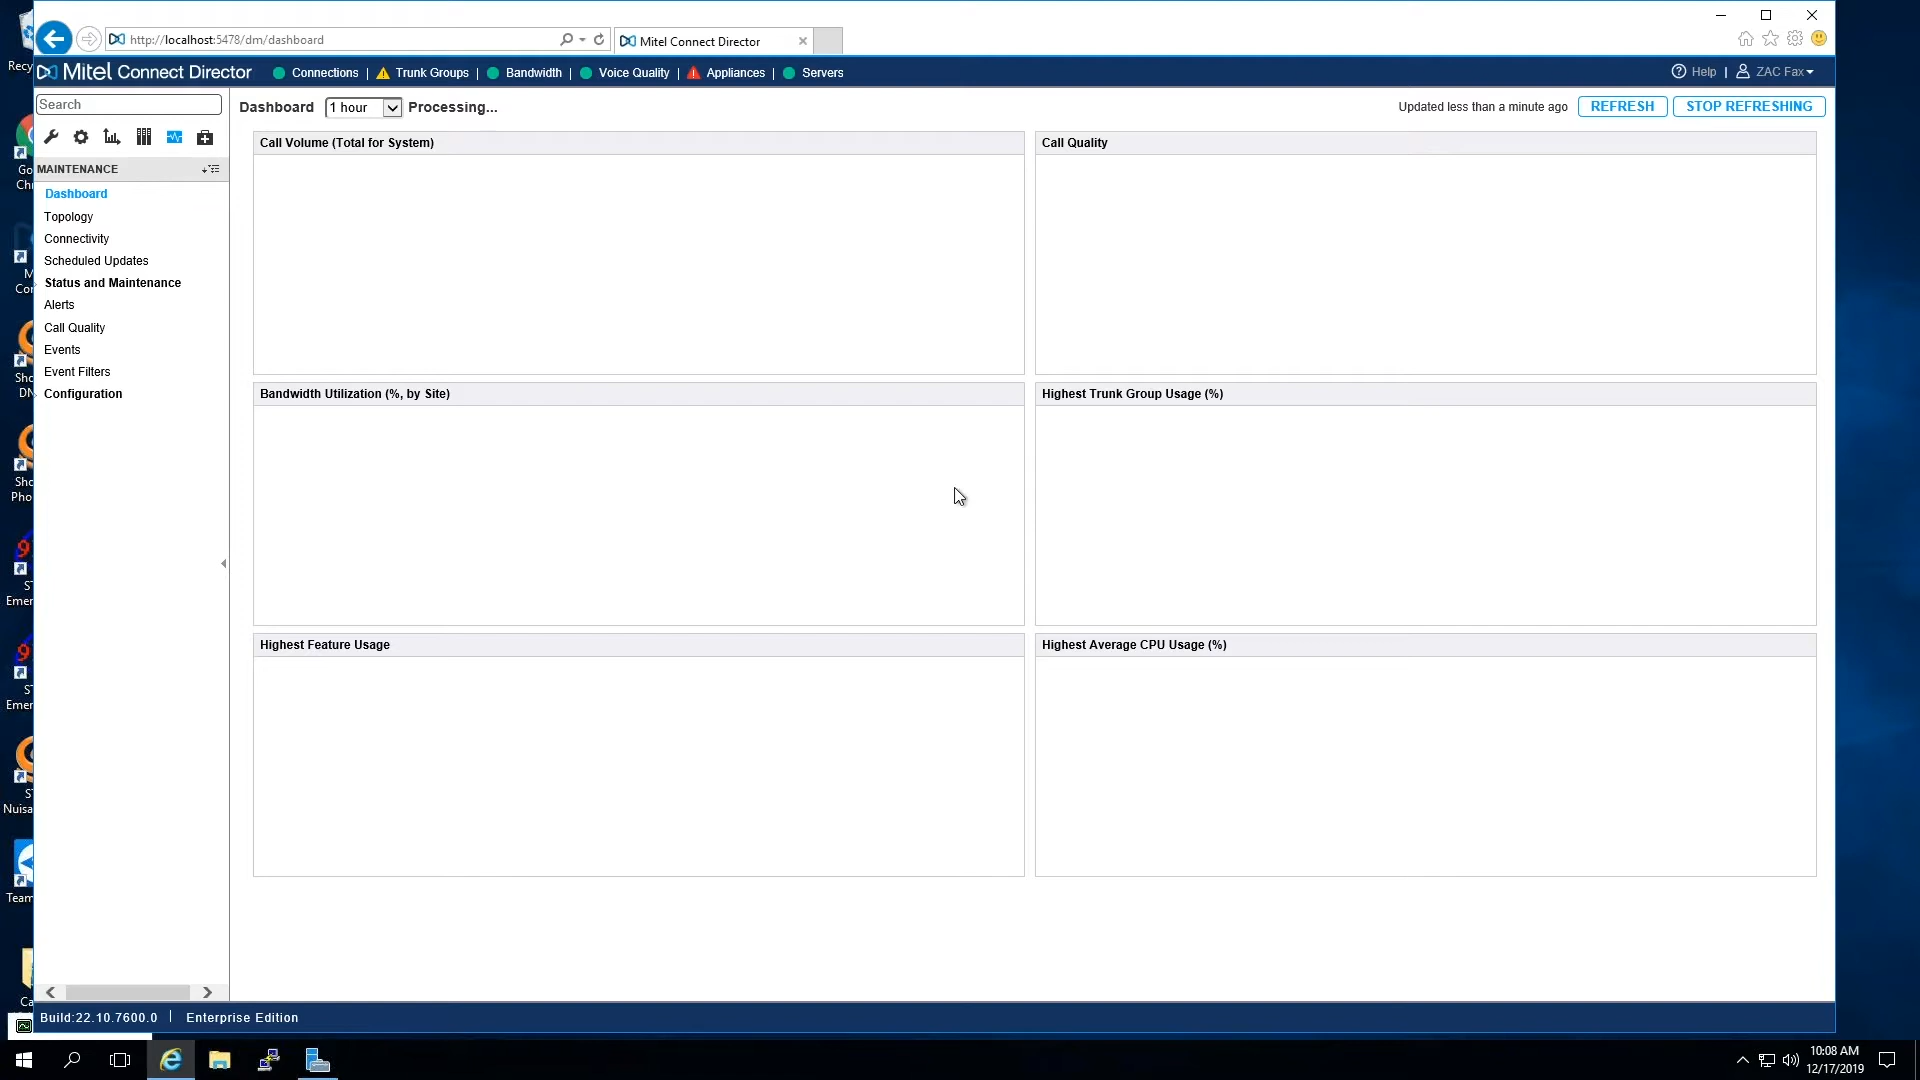 http://localhost:5478/dm/dashboard
Mitel Connect Director
Mitel Connect Director
Connections | Trunk Groups | Bandwidth | Voice Quality | Appliances | Servers
Help | ZAC Fax
Search
Dashboard 1 hour Processing...
Updated less than a minute ago REFRESH STOP REFRESHING
MAINTENANCE
Dashboard
Topology
Connectivity
Scheduled Updates
Status and Maintenance
Alerts
Call Quality
Events
Event Filters
Configuration
Call Volume (Total for System)
Call Quality
Bandwidth Utilization (%, by Site)
Highest Trunk Group Usage (%)
Highest Feature Usage
Highest Average CPU Usage (%)
Build:22.10.7600.0 | Enterprise Edition
10:08 AM
12/17/2019